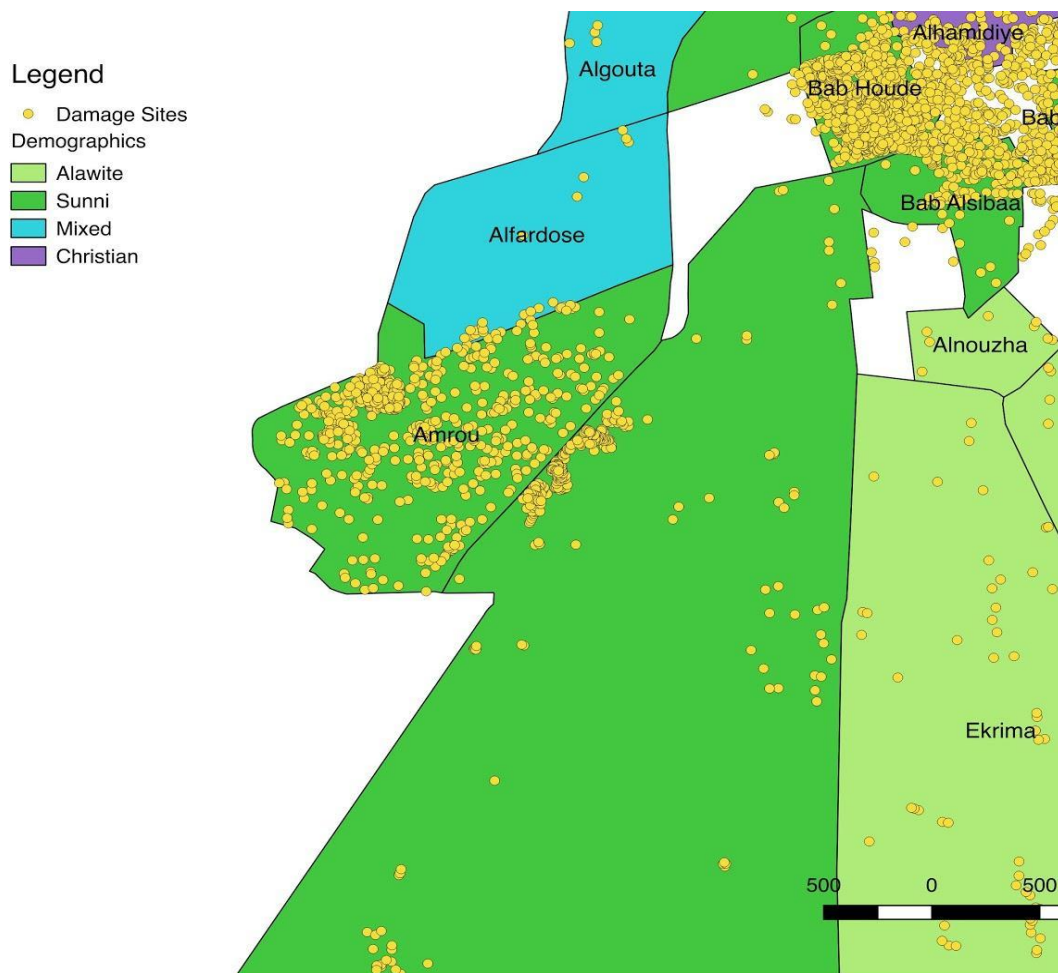 Legend
Damage Sites
Demographics
Alawite
Sunni
Mixed
Christian
Alhamidiye
Algouta
Bab Houde
Bab
Bab Alsibaa
Alfardose
Alnouzha
Amrou
Ekrima
500 0 500